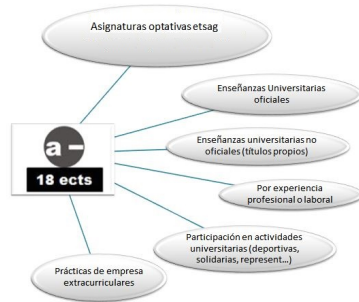 Asignaturas optativas etsag
Enseñanzas Universitarias
oficiales
a-
Enseñanzas universitarias no
oficiales (títulos propios)
18 ects
Por experiencia
profesional o laboral
Participación en actividades
universitarias (deportivas,
solidarias, represent...)
Prácticas de empresa
extracurriculares